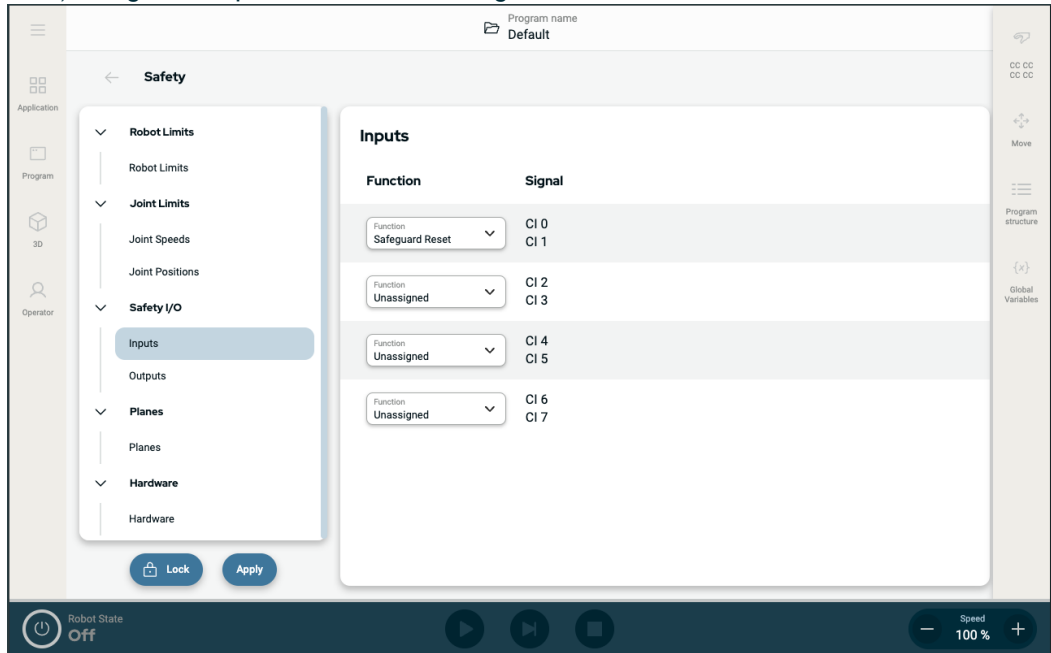 Program name
Default
Application
Program
3D
Operator
Safety
Robot Limits
Robot Limits
Joint Limits
Joint Speeds
Joint Positions
Safety I/O
Inputs
Outputs
Planes
Planes
Hardware
Hardware
Lock
Apply
Inputs
Function
Signal
Function
Safeguard Reset
CI 0
CI 1
Function
Unassigned
CI 2
CI 3
Function
Unassigned
CI 4
CI 5
Function
Unassigned
CI 6
CI 7
CC CC
CC CC
Move
Program
structure
{x}
Global
Variables
Robot State
Off
Speed
100 %